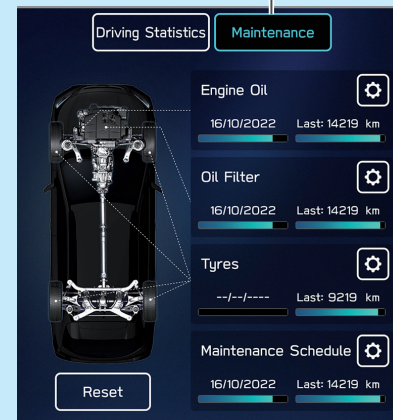 Driving Statistics Maintenance
Engine Oil
16/10/2022 Last: 14219 km
Oil Filter
16/10/2022 Last: 14219 km
Tyres
--/--/---- Last: 9219 km
Maintenance Schedule
16/10/2022 Last: 14219 km
Reset